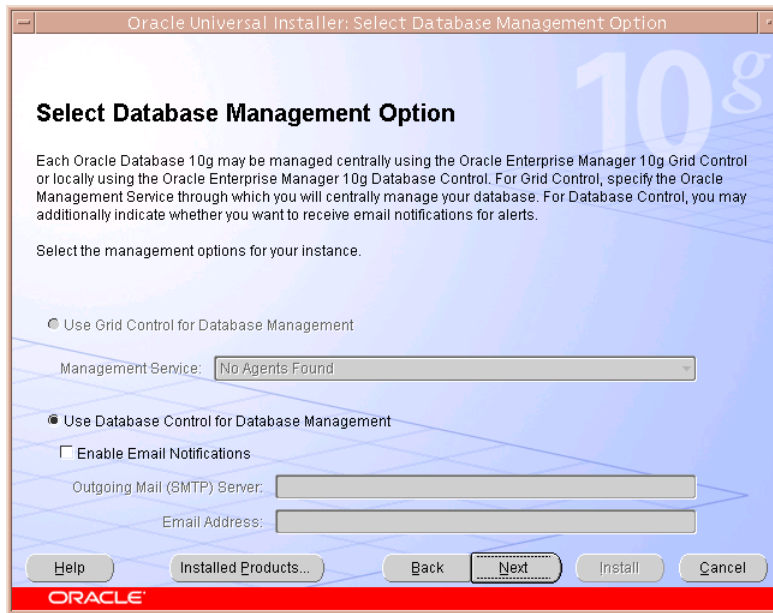 Oracle Universal Installer: Select Database Management Option
10g
Select Database Management Option
Each Oracle Database 10g may be managed centrally using the Oracle Enterprise Manager 10g Grid Control
or locally using the Oracle Enterprise Manager 10g Database Control. For Grid Control, specify the Oracle
Management Service through which you will centrally manage your database. For Database Control, you may
additionally indicate whether you want to receive email notifications for alerts.
Select the management options for your instance.
Use Grid Control for Database Management
Management Service: No Agents Found
Use Database Control for Database Management
Enable Email Notifications
Outgoing Mail (SMTP) Server:
Email Address:
Help Installed Products... Back Next Install Cancel
ORACLE